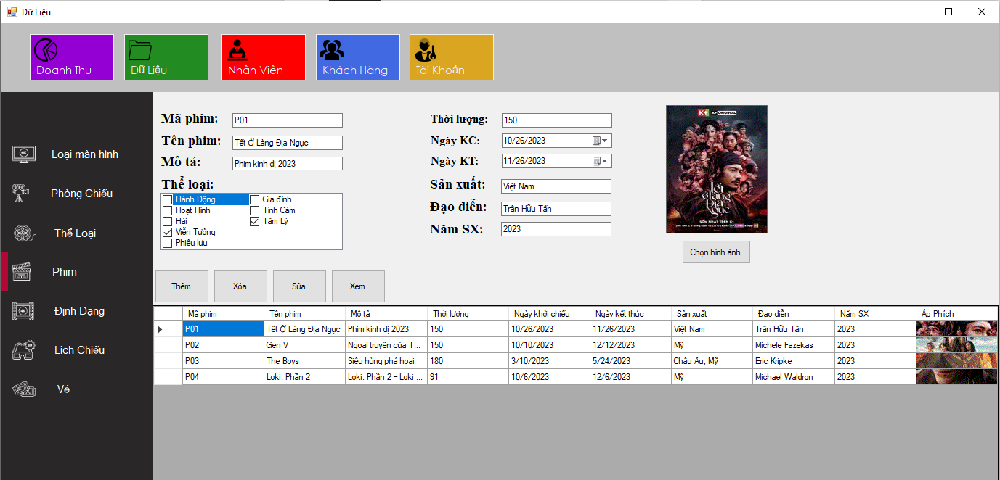 Dữ Liệu
Doanh Thu
Dữ Liệu
Nhân Viên
Khách Hàng
Tài Khoản
Loại màn hình
Phòng Chiếu
Thể Loại
Phim
Định Dạng
Lịch Chiếu
Vé
Mã phim: P01
Tên phim: Tết Ở Làng Địa Ngục
Mô tả: Phim kinh dị 2023
Thể loại:
Hành Động Gia đình
Hoạt Hình Tình Cảm
Hài Tâm Lý
Viễn Tưởng
Phiêu lưu
Thời lượng: 150
Ngày KC: 10/26/2023
Ngày KT: 11/26/2023
Sản xuất: Việt Nam
Đạo diễn: Trần Hữu Tấn
Năm SX: 2023
K+ K+ ORIGINAL
Tết
ở làng
Địa
ngục
SỚM NHẤT TRÊN K+
Chọn hình ảnh
Thêm Xóa Sửa Xem
Mã phim Tên phim Mô tả Thời lượng Ngày khởi chiếu Ngày kết thúc Sản xuất Đạo diễn Năm SX Áp Phích
P01 Tết Ở Làng Địa Ngục Phim kinh dị 2023 150 10/26/2023 11/26/2023 Việt Nam Trần Hữu Tấn 2023
P02 Gen V Ngoại truyện của T... 150 10/10/2023 12/12/2023 Mỹ Michele Fazekas 2023
P03 The Boys Siêu hùng phá hoại 180 3/10/2023 5/24/2023 Châu Âu, Mỹ Eric Kripke 2023
P04 Loki: Phần 2 Loki: Phần 2 – Loki ... 91 10/6/2023 12/6/2023 Mỹ Michael Waldron 2023